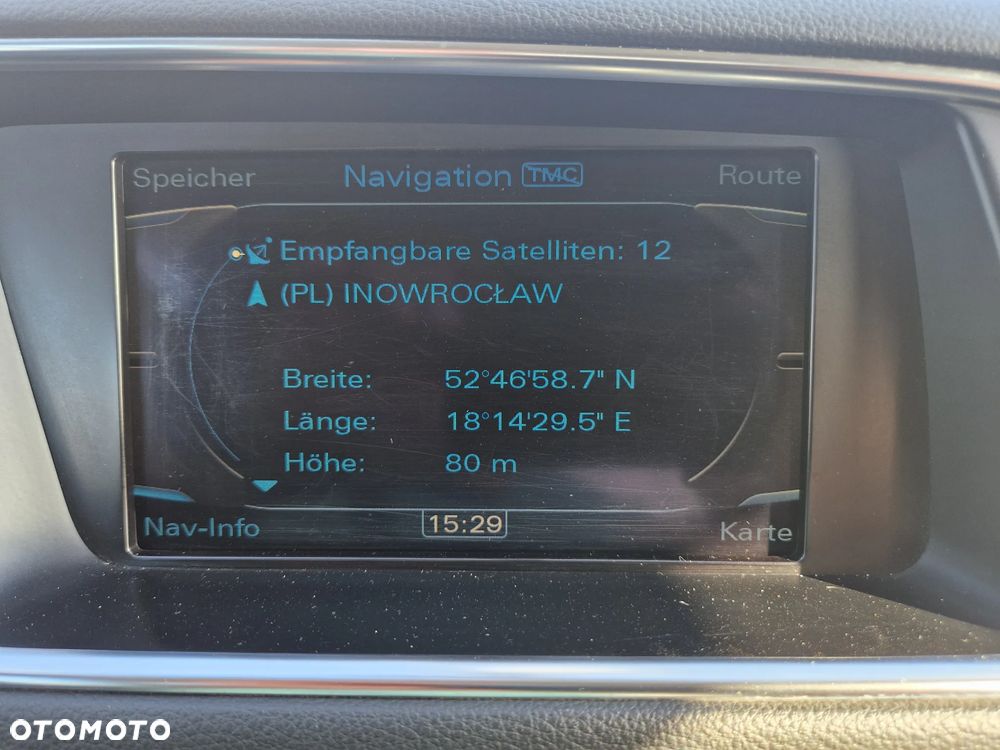 Speicher Navigation TMC Route
Empfangbare Satelliten: 12
(PL) INOWROCŁAW
Breite: 52°46'58.7" N
Länge: 18°14'29.5" E
Höhe: 80 m
Nav-Info 15:29 Karte
OTOMOTO